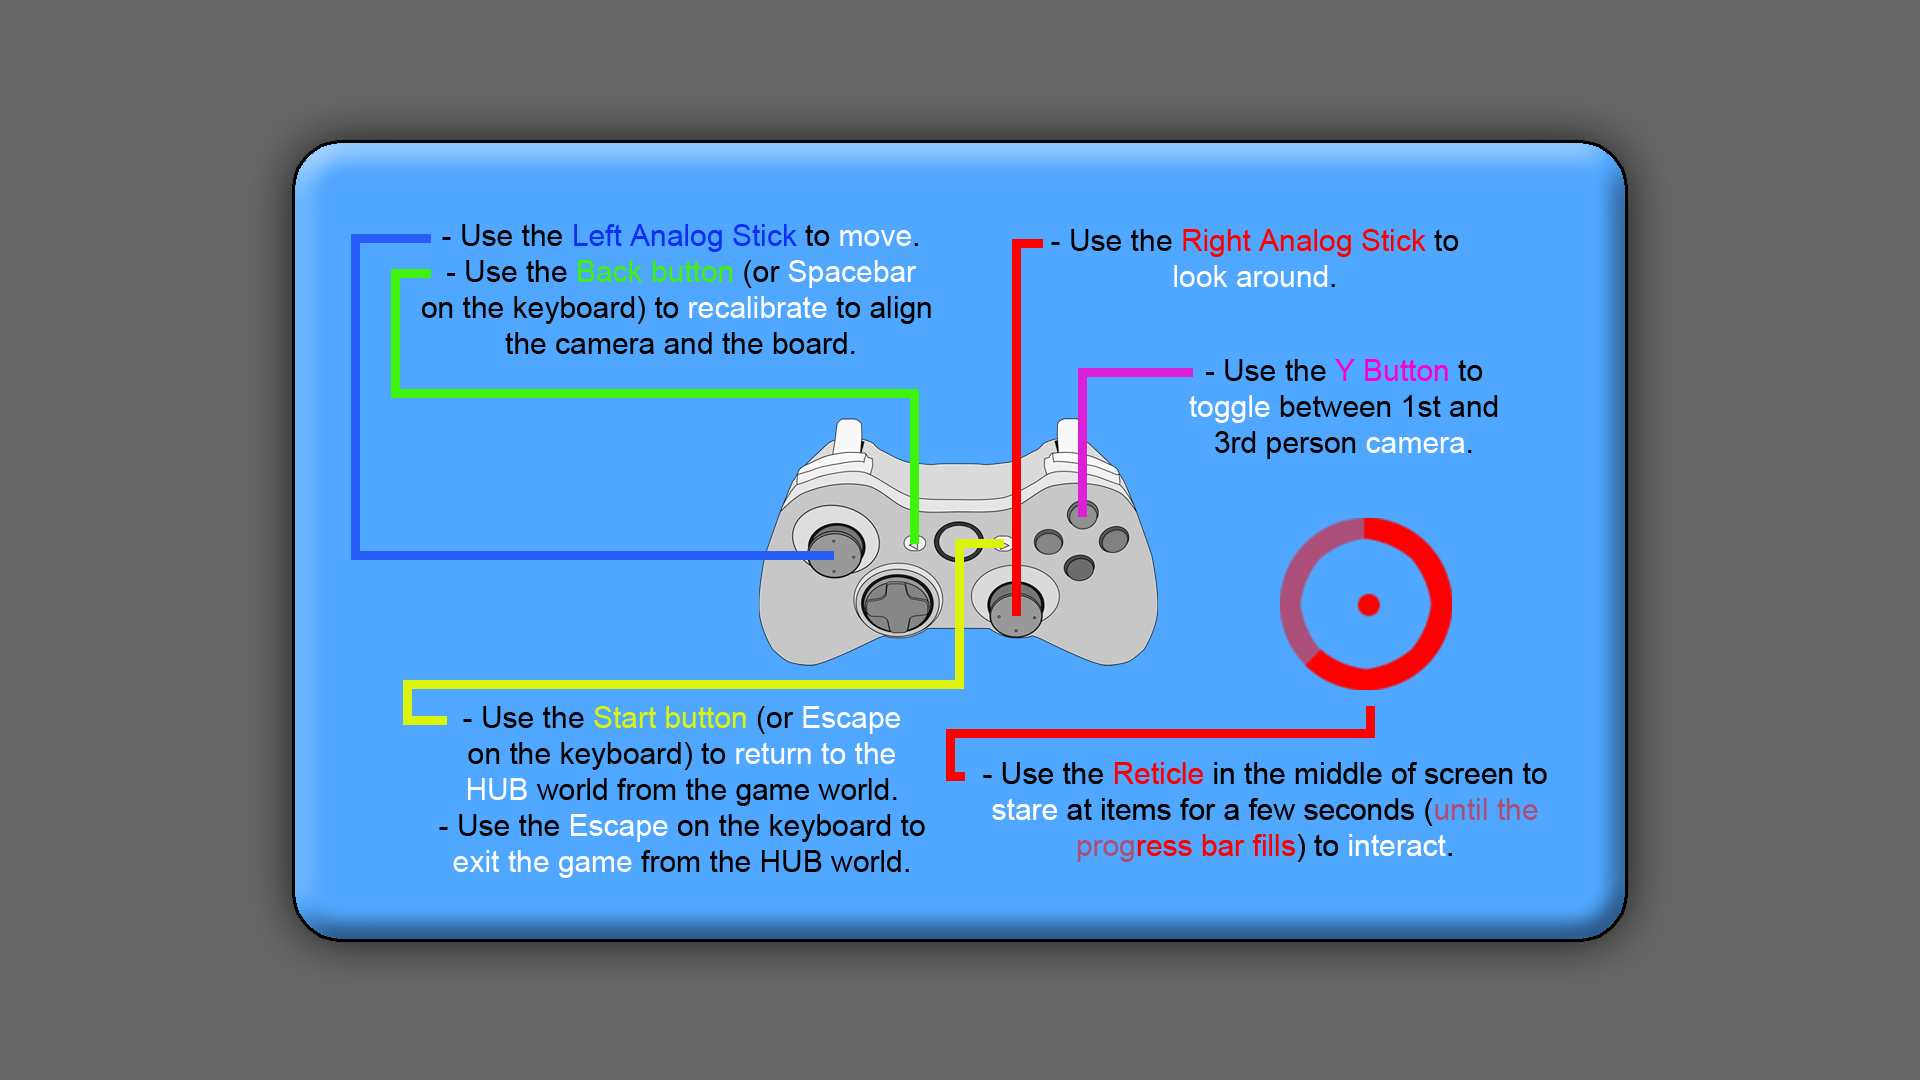 - Use the Left Analog Stick to move.
- Use the Back button (or Spacebar
on the keyboard) to recalibrate to align
the camera and the board.
- Use the Right Analog Stick to
look around.
- Use the Y Button to
toggle between 1st and
3rd person camera.
- Use the Start button (or Escape
on the keyboard) to return to the
HUB world from the game world.
- Use the Escape on the keyboard to
exit the game from the HUB world.
- Use the Reticle in the middle of screen to
stare at items for a few seconds (until the
progress bar fills) to interact.